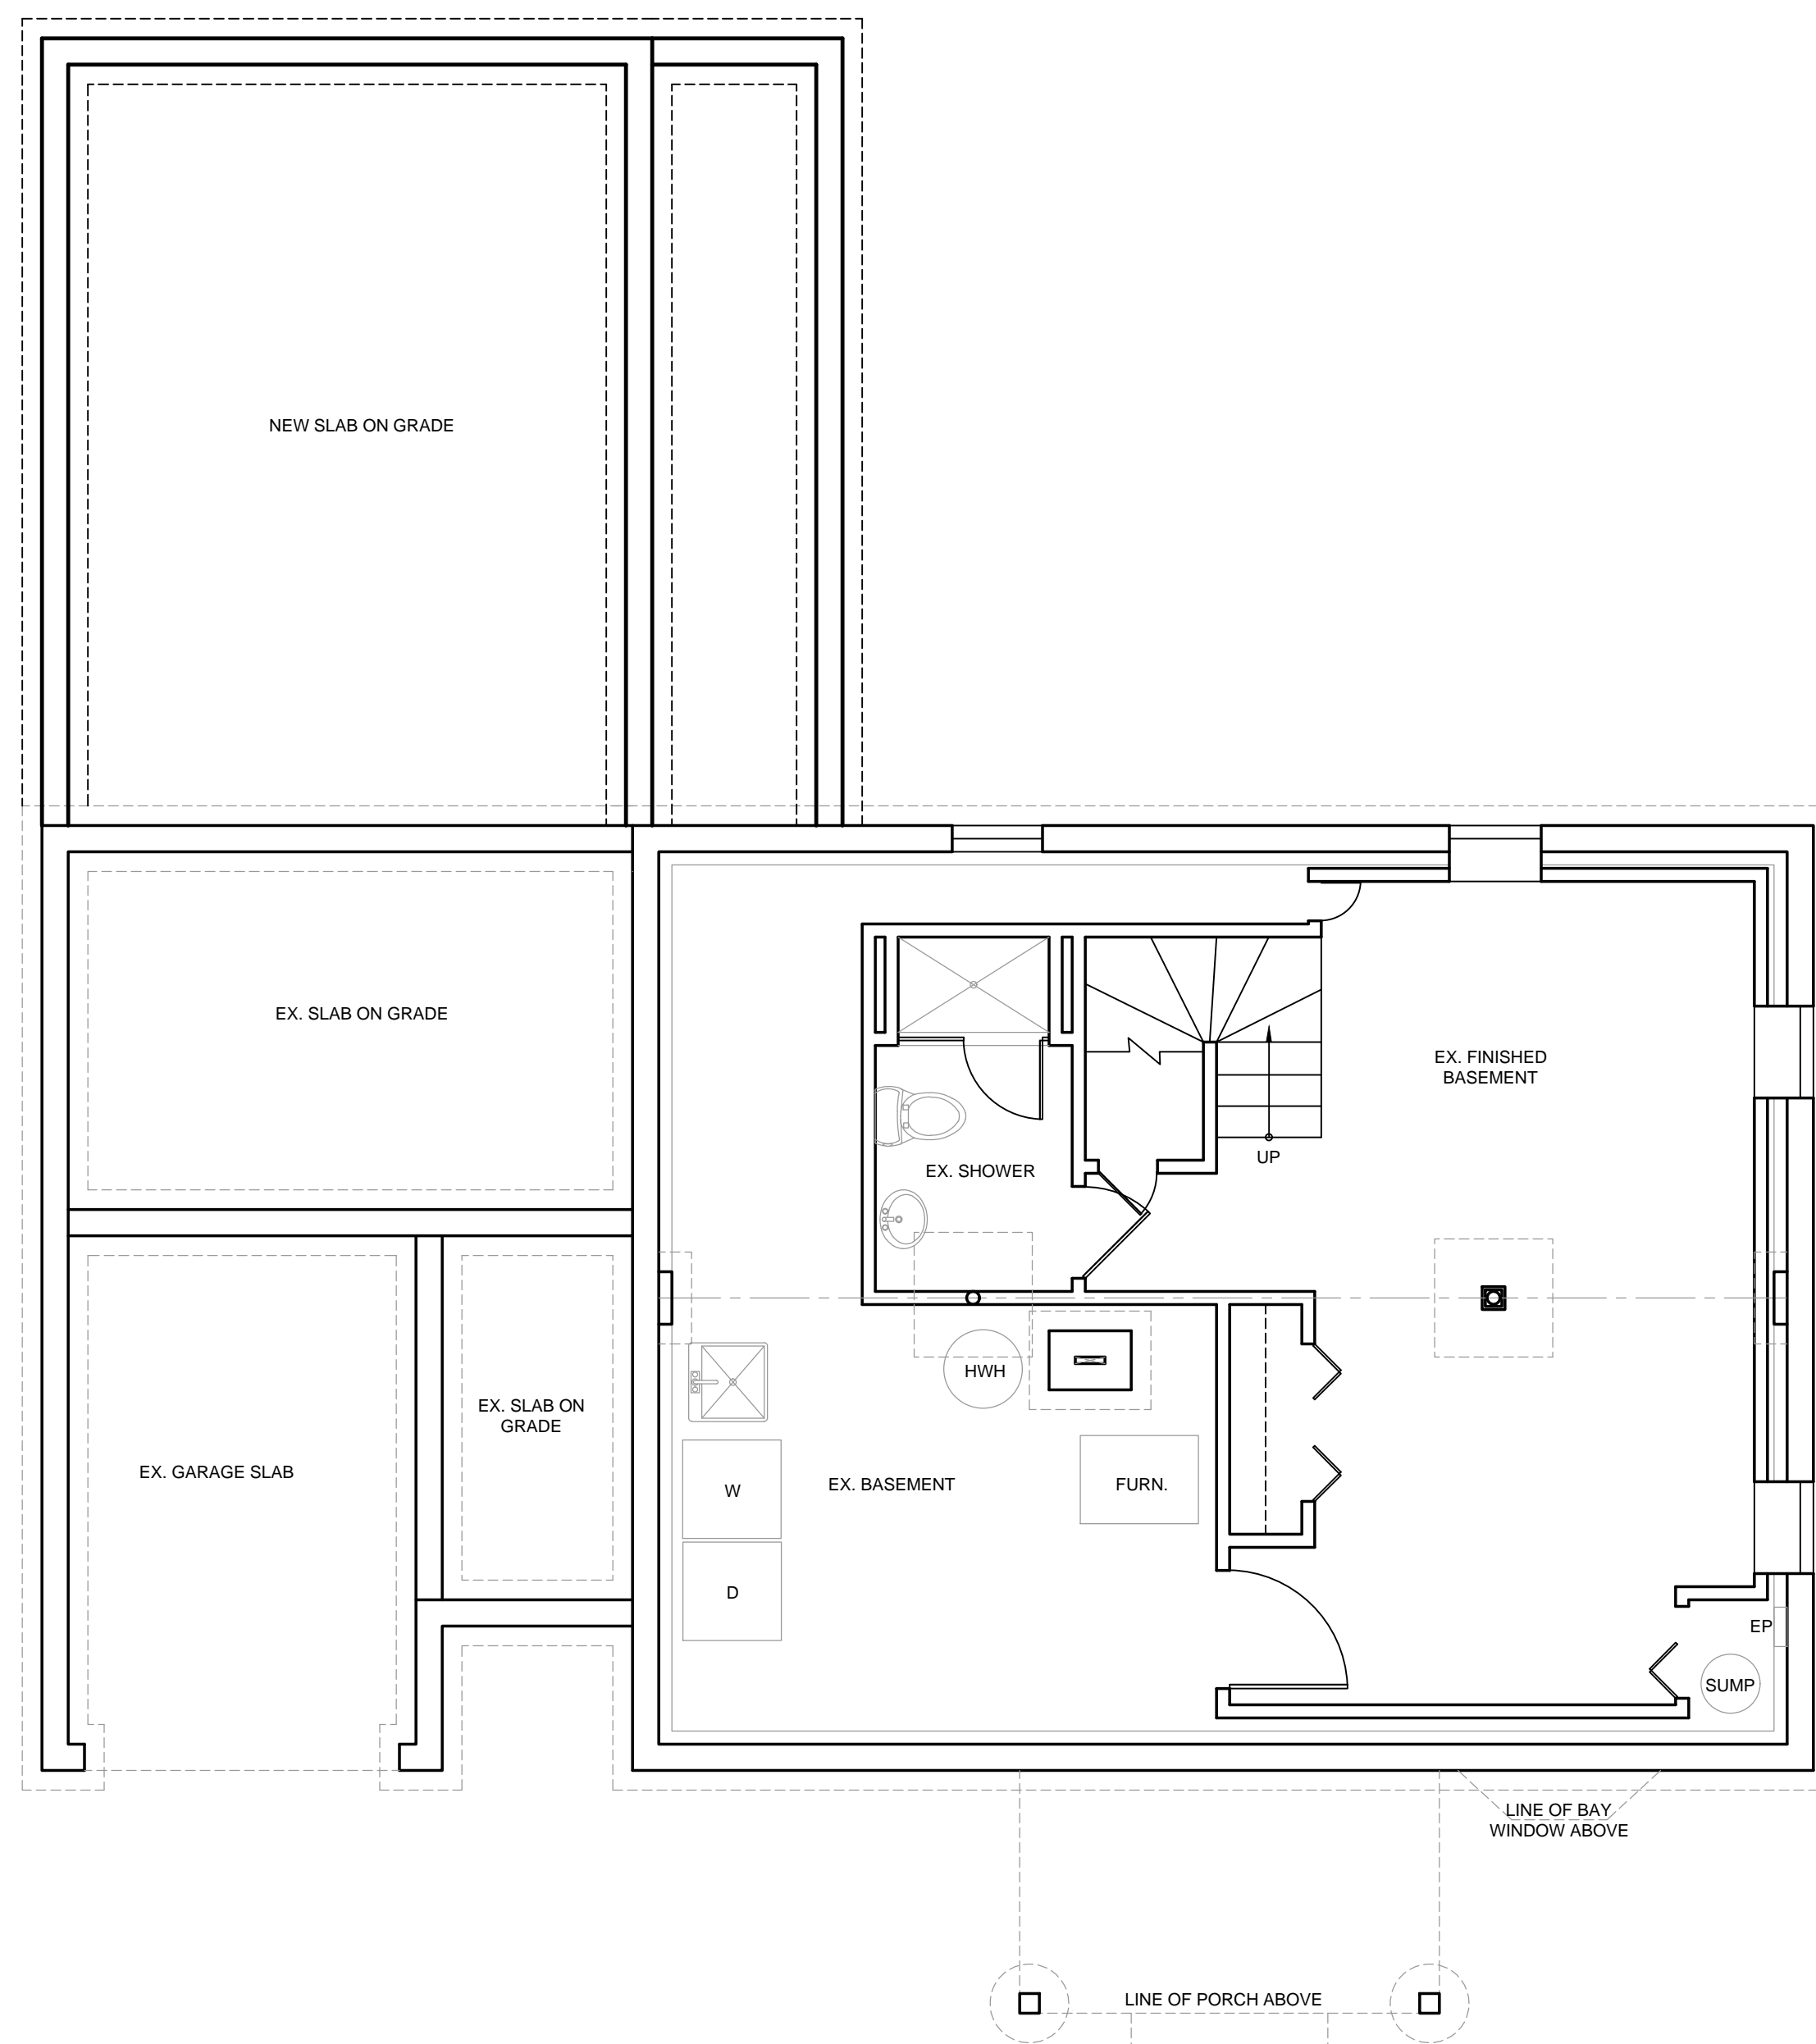 NEW SLAB ON GRADE
EX. SLAB ON GRADE
EX. FINISHED
BASEMENT
UP
EX. SHOWER
HWH
EX. SLAB ON
GRADE
EX. GARAGE SLAB
W
EX. BASEMENT
FURN.
D
EP
SUMP
LINE OF BAY
WINDOW ABOVE
LINE OF PORCH ABOVE